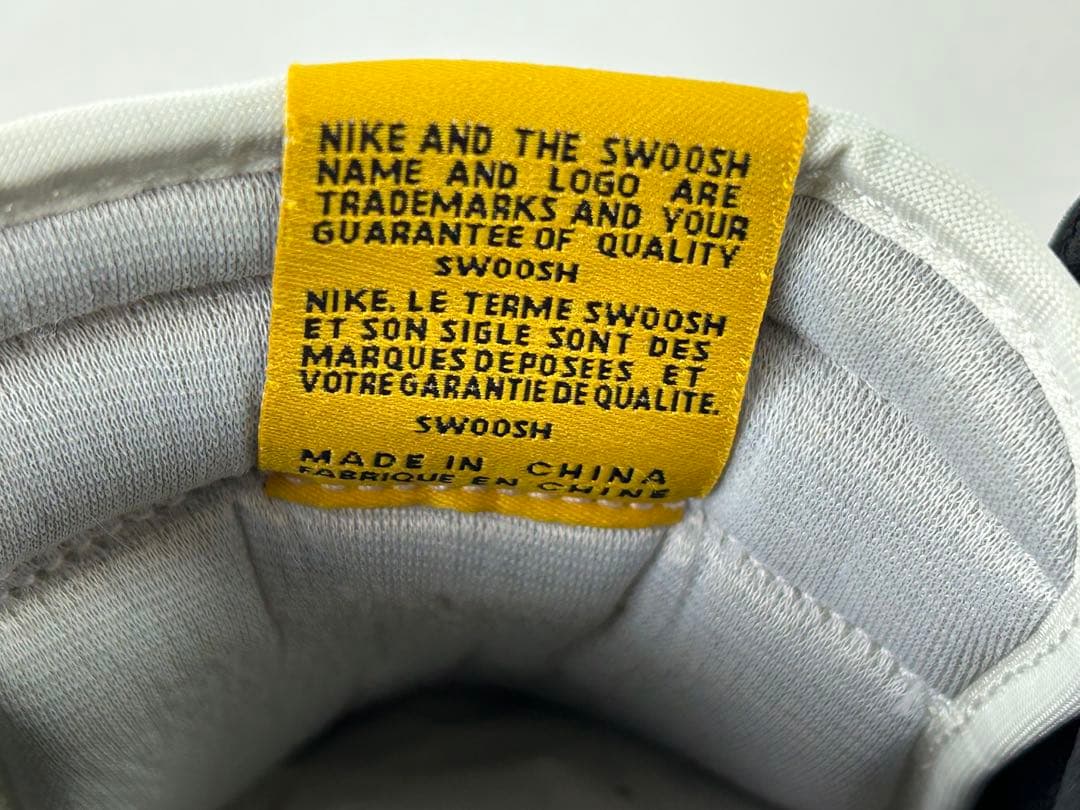 NIKE AND THE SWOOSH
NAME AND LOGO ARE
TRADEMARKS AND YOUR
GUARANTEE OF QUALITY
SWOOSH
NIKE. LE TERME SWOOSH
ET SON SIGLE SONT DES
MARQUES DEPOSEES ET
VOTRE GARANTIE DE QUALITE.
SWOOSH
MADE IN CHINA
FABRIQUE EN CHINE